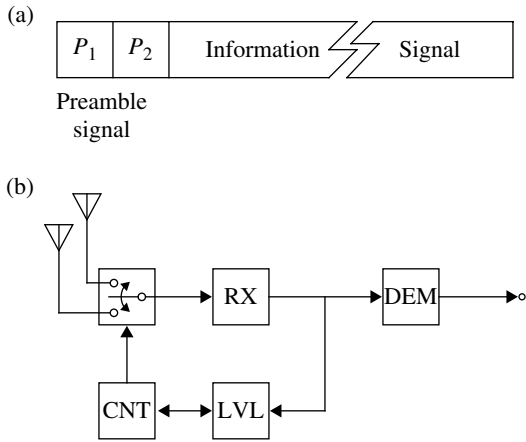 (a)
P₁ P₂ Information Signal
Preamble
signal
(b)
RX DEM
CNT LVL